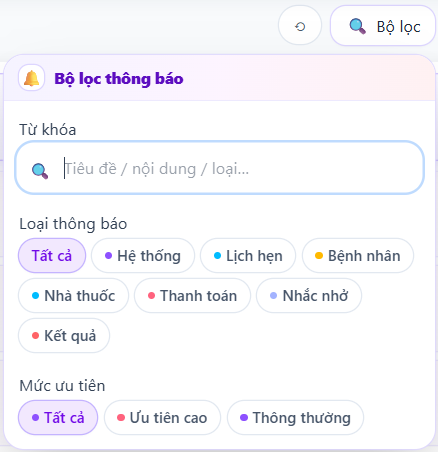 Bộ lọc
Bộ lọc thông báo
Từ khóa
Tiêu đề / nội dung / loại...
Loại thông báo
Tất cả Hệ thống Lịch hẹn Bệnh nhân
Nhà thuốc Thanh toán Nhắc nhở
Kết quả
Mức ưu tiên
Tất cả Ưu tiên cao Thông thường